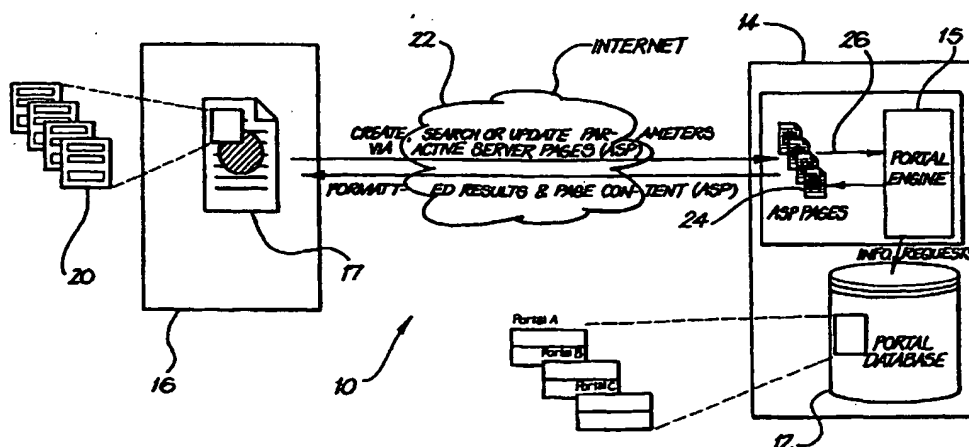 22
INTERNET
14
26
15
CREATE SEARCH OR UPDATE PARAMETERS
VIA ACTIVE SERVER PAGES (ASP)
FORMATTED RESULTS & PAGE CONTENT (ASP)
PORTAL
ENGINE
24
ASP PAGES
20
17
INFO. REQUESTS
Portal A
Portal B
Portal C
PORTAL
DATABASE
16
10
12